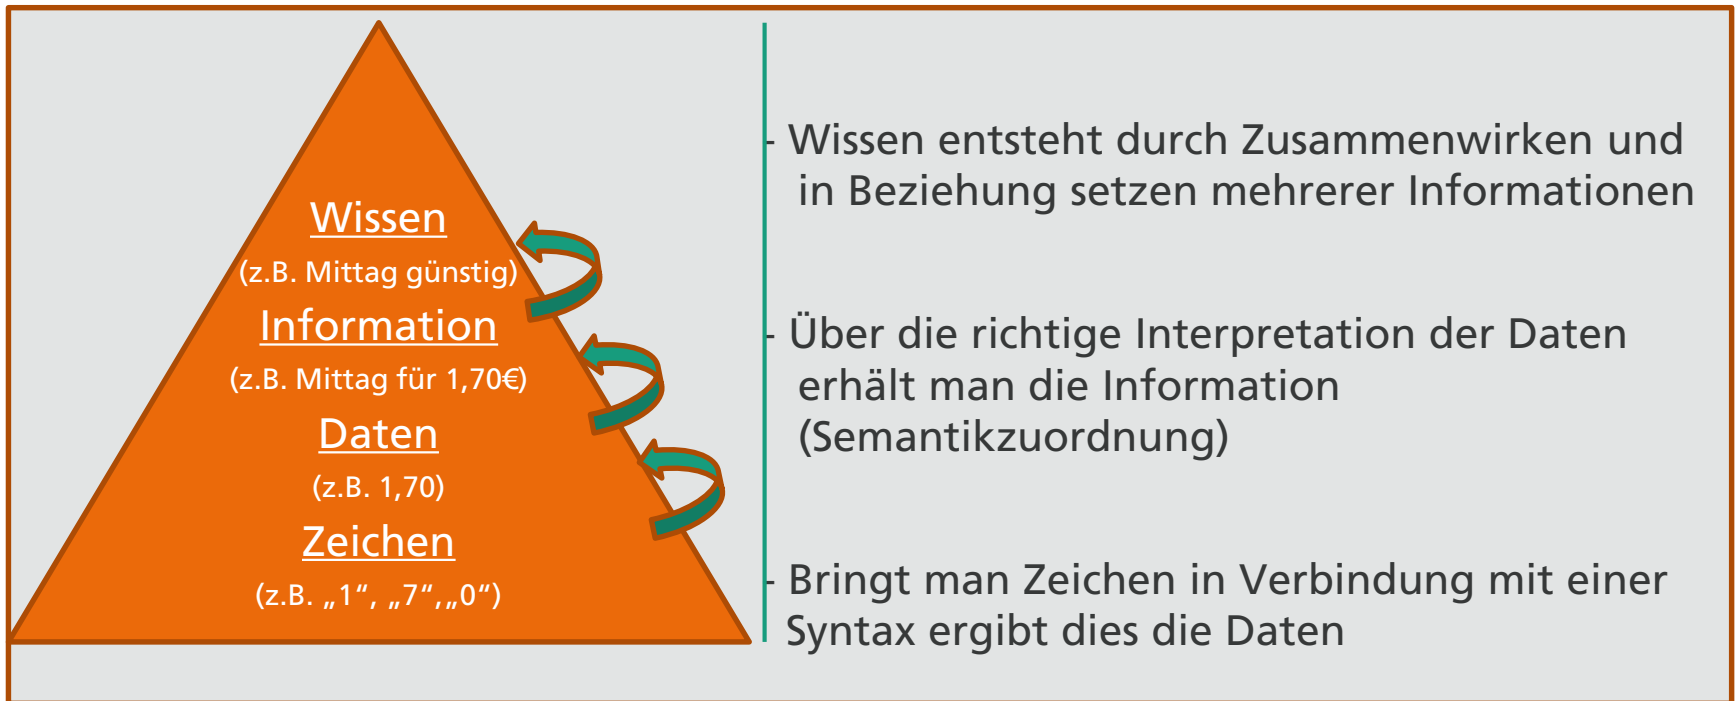 Wissen
(z.B. Mittag günstig)
Information
(z.B. Mittag für 1,70€)
Daten
(z.B. 1,70)
Zeichen
(z.B. „1“, „7“,„0“)
- Wissen entsteht durch Zusammenwirken und
in Beziehung setzen mehrerer Informationen
- Über die richtige Interpretation der Daten
erhält man die Information
(Semantikzuordnung)
- Bringt man Zeichen in Verbindung mit einer
Syntax ergibt dies die Daten